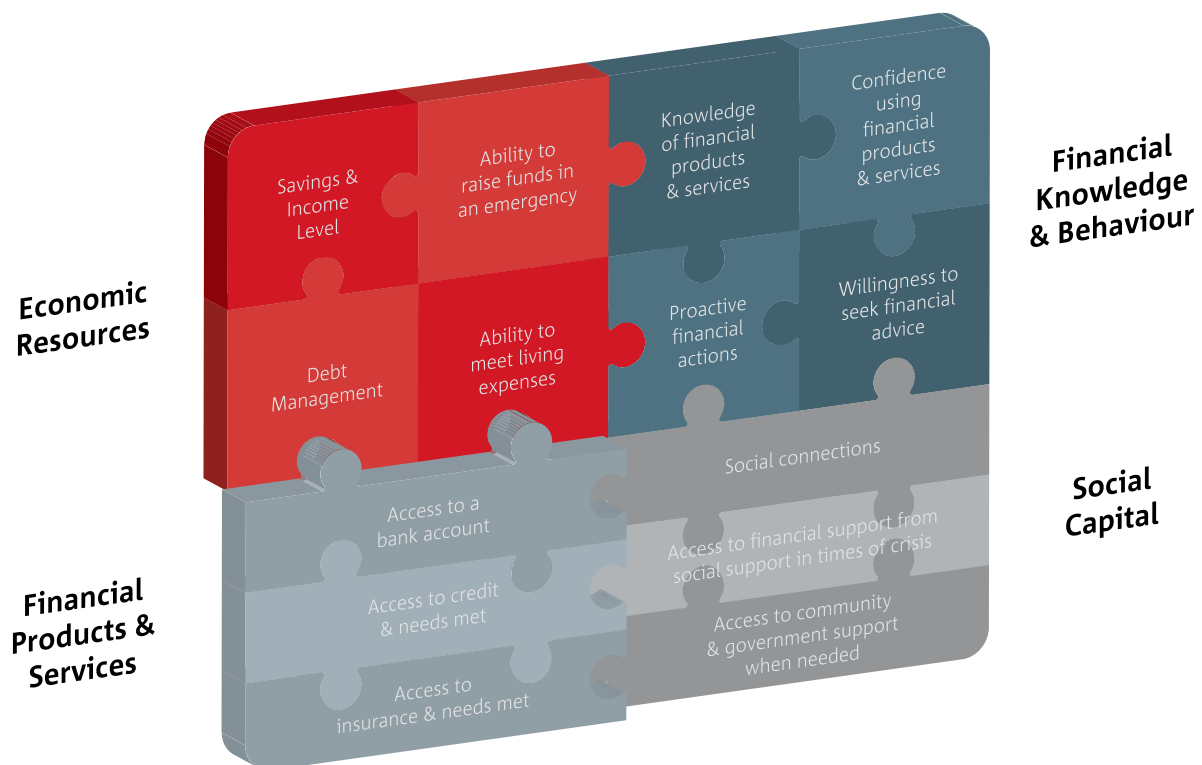 Economic
Resources
Savings &
Income
Level
Ability to
raise funds in
an emergency
Debt
Management
Ability to
meet living
expenses
Knowledge
of financial
products
& services
Confidence
using
financial
products
& services
Proactive
financial
actions
Willingness to
seek financial
advice
Financial
Knowledge
& Behaviour
Financial
Products &
Services
Access to a
bank account
Access to credit
& needs met
Access to
insurance & needs met
Social connections
Access to financial support from
social support in times of crisis
Access to community
& government support
when needed
Social
Capital